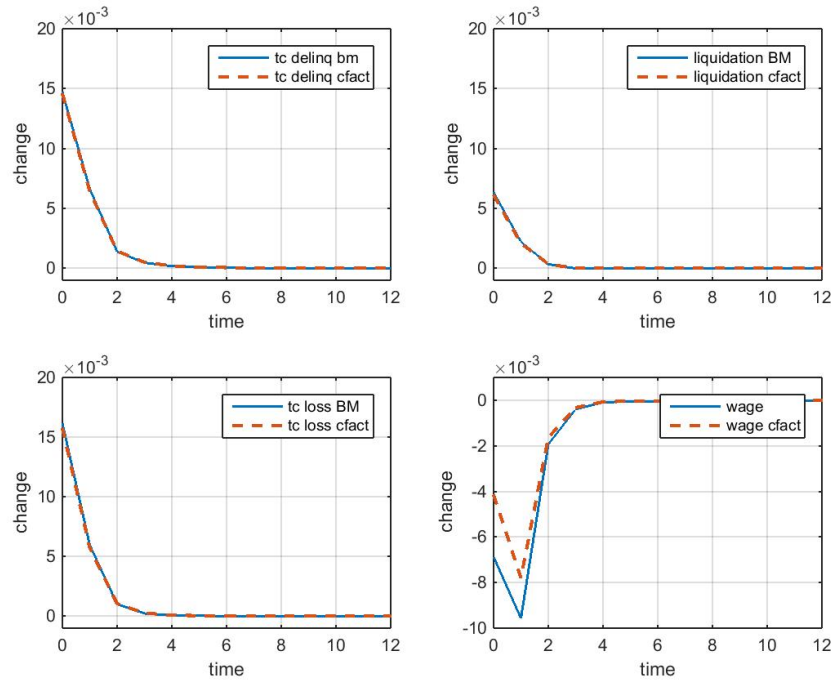 ×10⁻³
20
15
10
5
0
change
tc delinq bm
tc delinq cfact
0 2 4 6 8 10 12
time
×10⁻³
20
15
10
5
0
change
liquidation BM
liquidation cfact
0 2 4 6 8 10 12
time
×10⁻³
20
15
10
5
0
change
tc loss BM
tc loss cfact
0 2 4 6 8 10 12
time
×10⁻³
0
-2
-4
-6
-8
-10
change
wage
wage cfact
0 2 4 6 8 10 12
time